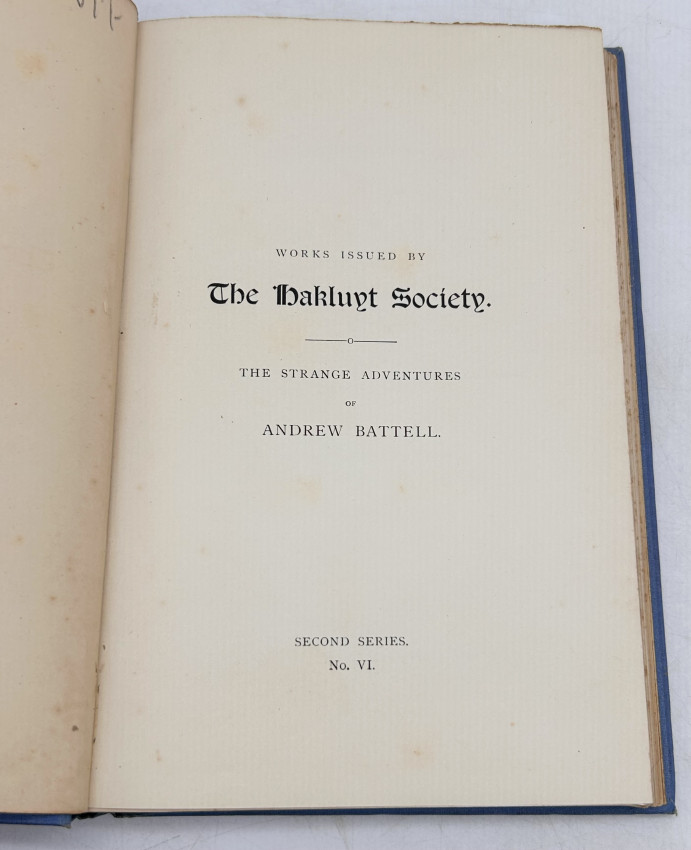 WORKS ISSUED BY
The Hakluyt Society.
THE STRANGE ADVENTURES
OF
ANDREW BATTELL.
SECOND SERIES.
No. VI.